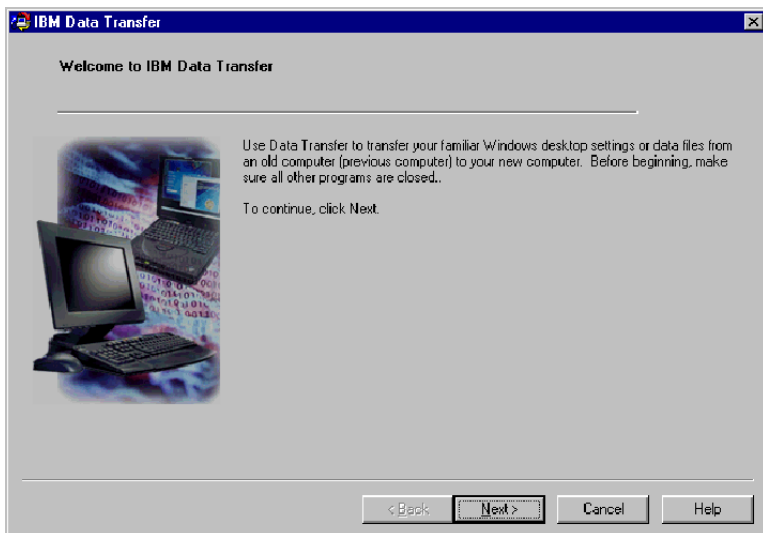 IBM Data Transfer
Welcome to IBM Data Transfer
Use Data Transfer to transfer your familiar Windows desktop settings or data files from
an old computer (previous computer) to your new computer. Before beginning, make
sure all other programs are closed..
To continue, click Next.
< Back
Next >
Cancel
Help